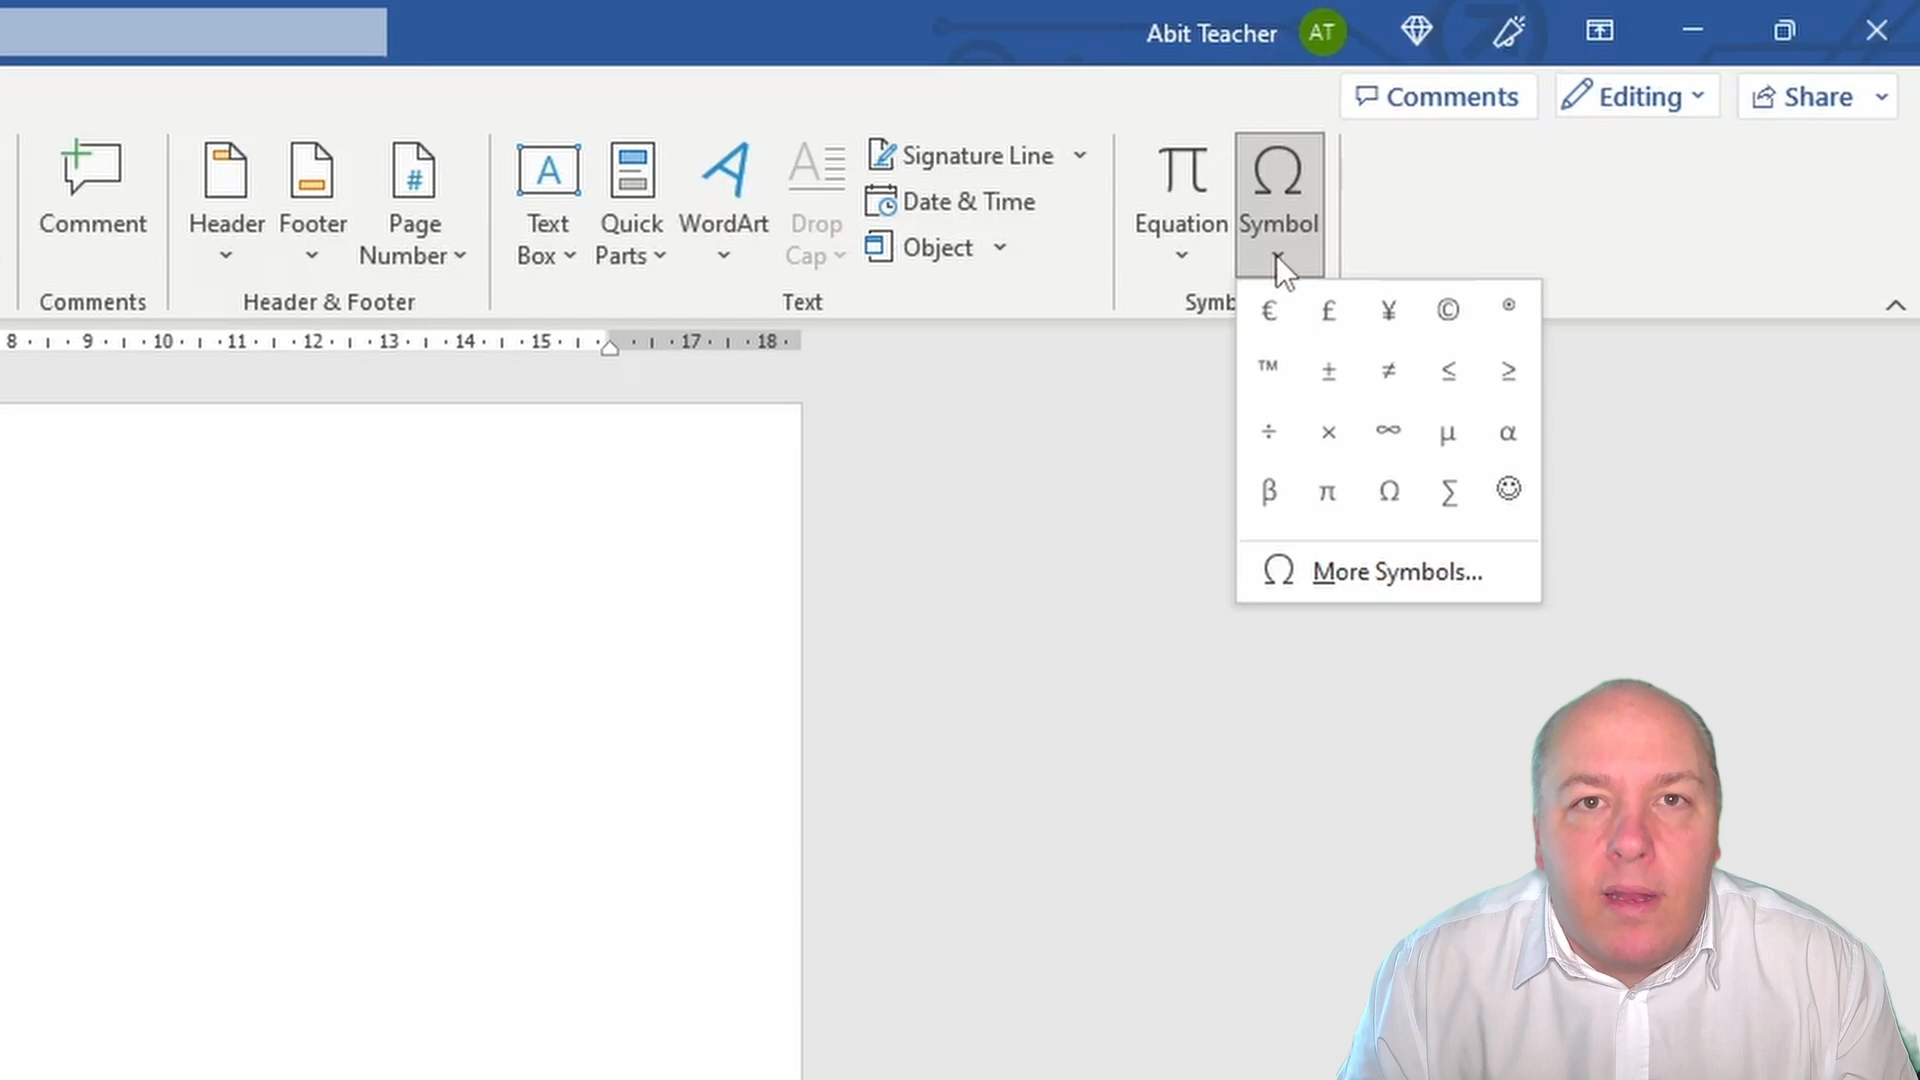 Abit Teacher AT
Comments Editing Share
Comment Header Footer Page Number Text Box Quick Parts WordArt Drop Cap Signature Line
Date & Time
Object
Equation Symbol
Comments Header & Footer Text Symb
8 9 10 11 12 13 14 15 17 18
€ £ ¥ © ®
™ ± ≠ ≤ ≥
÷ × ∞ µ α
β π Ω ∑ ☺
Ω More Symbols...